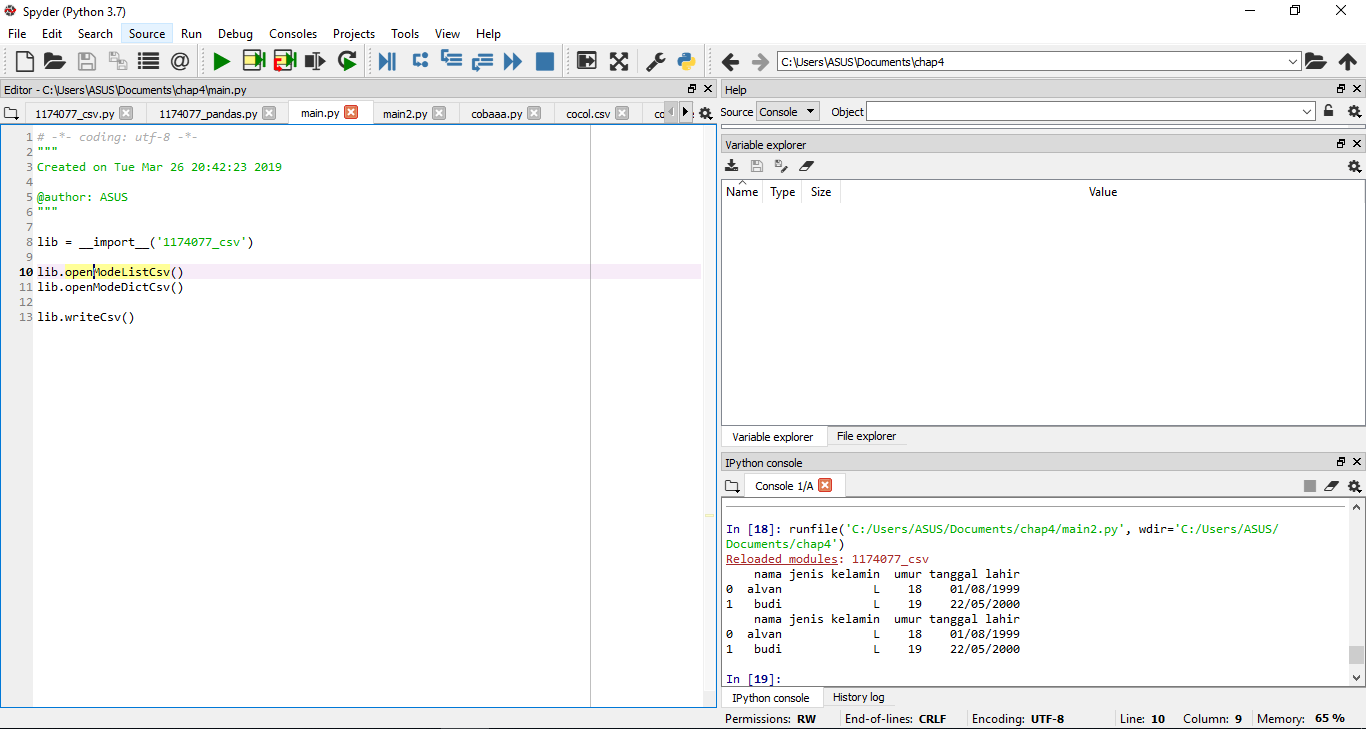 Spyder (Python 3.7)
File Edit Search Source Run Debug Consoles Projects Tools View Help
C:\Users\ASUS\Documents\chap4
Editor - C:\Users\ASUS\Documents\chap4\main.py
1174077_csv.py 1174077_pandas.py main.py main2.py cobaaa.py cocol.csv
1 # -*- coding: utf-8 -*-
2 """
3 Created on Tue Mar 26 20:42:23 2019
4
5 @author: ASUS
6 """
7
8 lib = __import__('1174077_csv')
9
10 lib.openModeListCsv()
11 lib.openModeDictCsv()
12
13 lib.writeCsv()
Help
Source Console Object
Variable explorer
Name Type Size Value
Variable explorer File explorer
IPython console
Console 1/A
In [18]: runfile('C:/Users/ASUS/Documents/chap4/main2.py', wdir='C:/Users/ASUS/
Documents/chap4')
Reloaded modules: 1174077_csv
nama jenis kelamin umur tanggal lahir
0 alvan L 18 01/08/1999
1 budi L 19 22/05/2000
nama jenis kelamin umur tanggal lahir
0 alvan L 18 01/08/1999
1 budi L 19 22/05/2000
In [19]:
IPython console History log
Permissions: RW End-of-lines: CRLF Encoding: UTF-8 Line: 10 Column: 9 Memory: 65 %